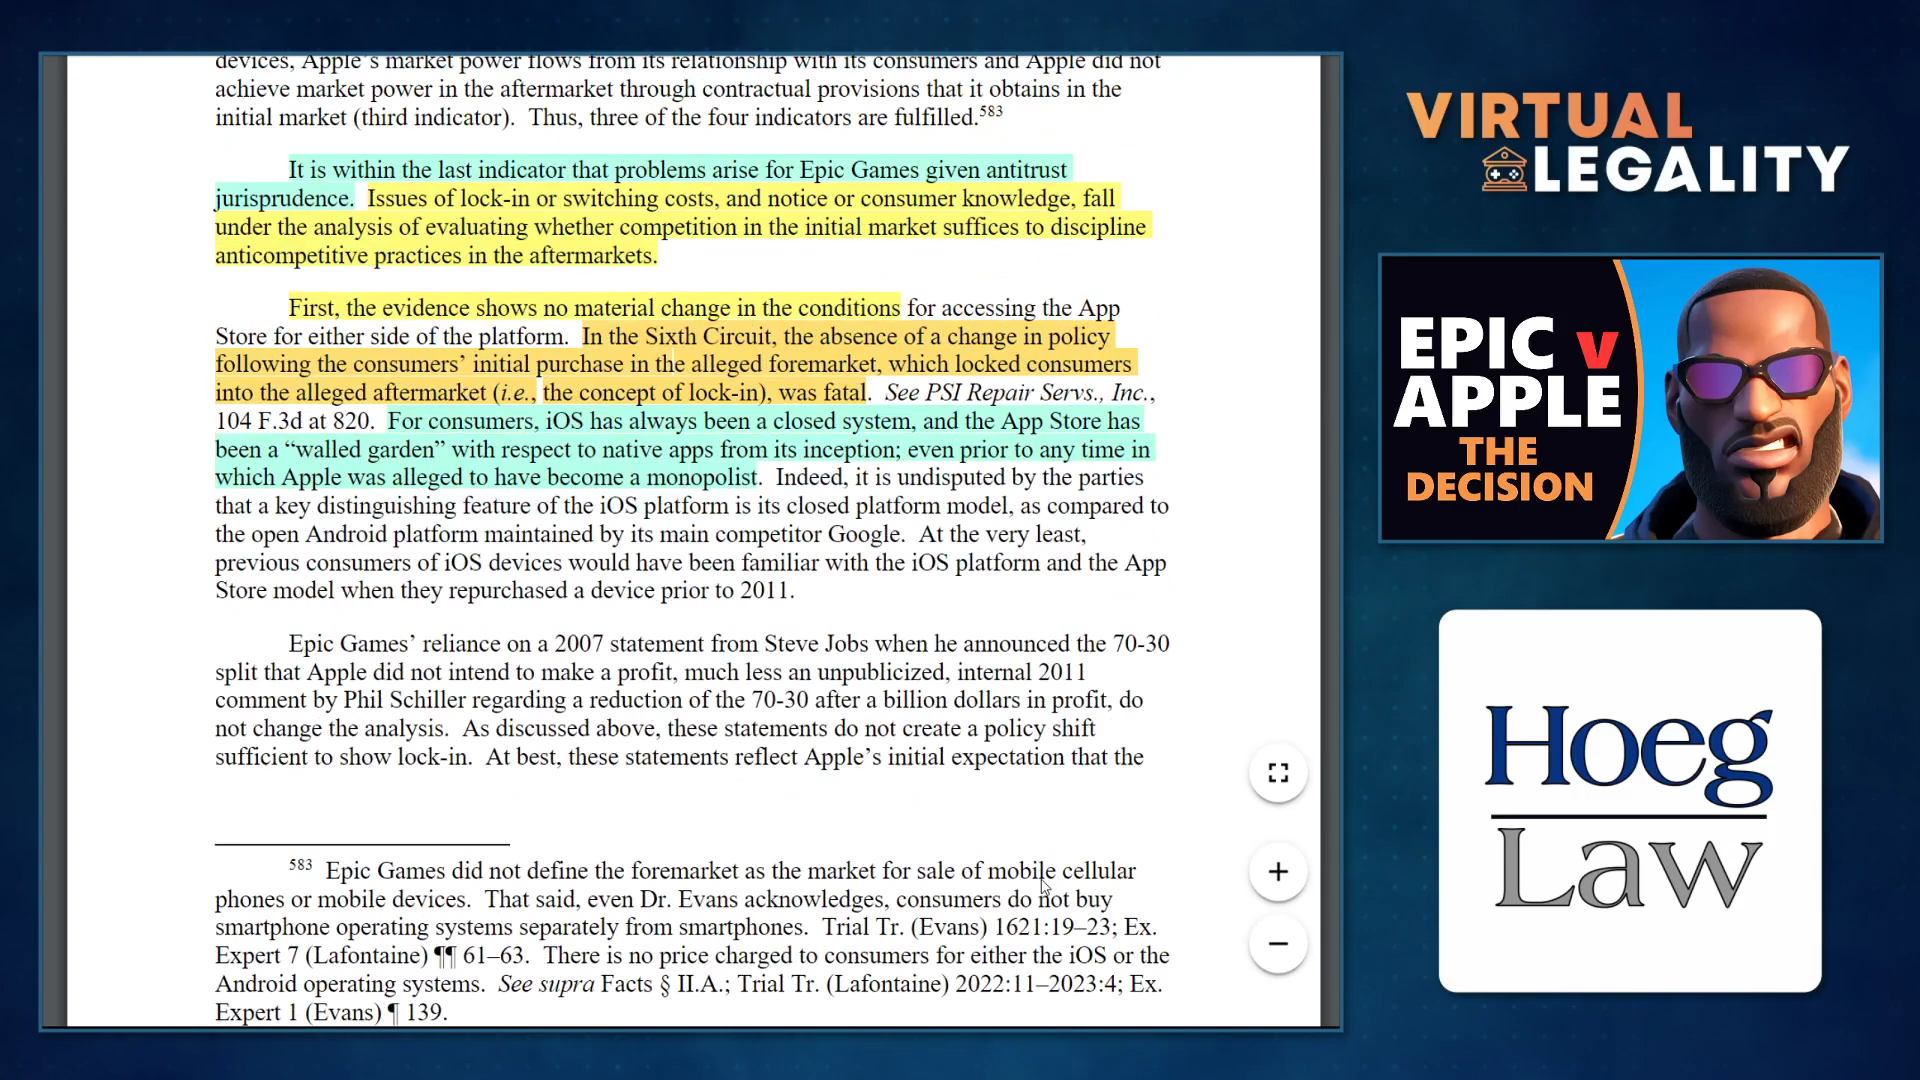 devices, Apple's market power flows from its relationship with its consumers and Apple did not
achieve market power in the aftermarket through contractual provisions that it obtains in the
initial market (third indicator).  Thus, three of the four indicators are fulfilled.583
It is within the last indicator that problems arise for Epic Games given antitrust
jurisprudence.  Issues of lock-in or switching costs, and notice or consumer knowledge, fall
under the analysis of evaluating whether competition in the initial market suffices to discipline
anticompetitive practices in the aftermarkets.
First, the evidence shows no material change in the conditions for accessing the App
Store for either side of the platform.  In the Sixth Circuit, the absence of a change in policy
following the consumers' initial purchase in the alleged foremarket, which locked consumers
into the alleged aftermarket (i.e., the concept of lock-in), was fatal.  See PSI Repair Servs., Inc.,
104 F.3d at 820.  For consumers, iOS has always been a closed system, and the App Store has
been a “walled garden” with respect to native apps from its inception; even prior to any time in
which Apple was alleged to have become a monopolist.  Indeed, it is undisputed by the parties
that a key distinguishing feature of the iOS platform is its closed platform model, as compared to
the open Android platform maintained by its main competitor Google.  At the very least,
previous consumers of iOS devices would have been familiar with the iOS platform and the App
Store model when they repurchased a device prior to 2011.
Epic Games' reliance on a 2007 statement from Steve Jobs when he announced the 70-30
split that Apple did not intend to make a profit, much less an unpublicized, internal 2011
comment by Phil Schiller regarding a reduction of the 70-30 after a billion dollars in profit, do
not change the analysis.  As discussed above, these statements do not create a policy shift
sufficient to show lock-in.  At best, these statements reflect Apple's initial expectation that the
583  Epic Games did not define the foremarket as the market for sale of mobile cellular
phones or mobile devices.  That said, even Dr. Evans acknowledges, consumers do not buy
smartphone operating systems separately from smartphones.  Trial Tr. (Evans) 1621:19–23; Ex.
Expert 7 (Lafontaine) ¶¶ 61–63.  There is no price charged to consumers for either the iOS or the
Android operating systems.  See supra Facts § II.A.; Trial Tr. (Lafontaine) 2022:11–2023:4; Ex.
Expert 1 (Evans) ¶ 139.
VIRTUAL
LEGALITY
EPIC v
APPLE
THE
DECISION
Hoeg
Law